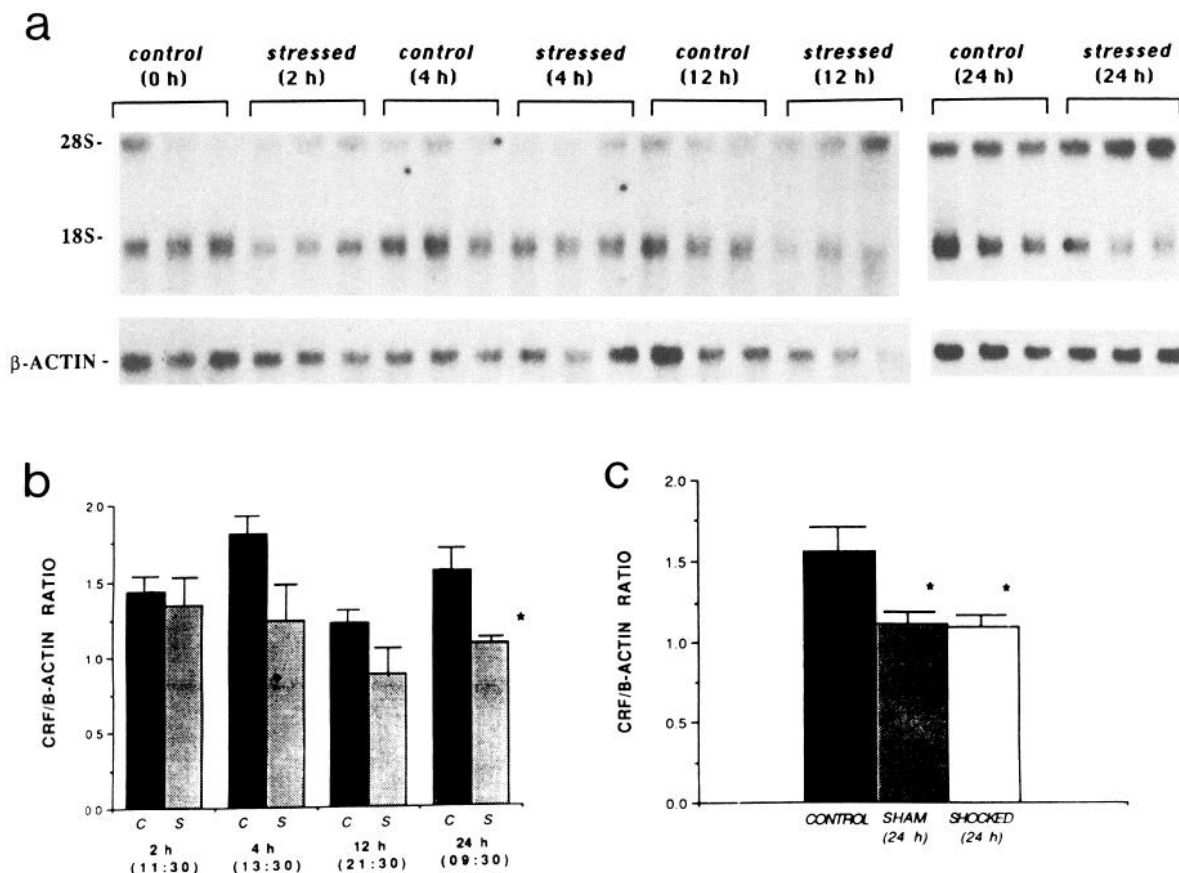 a
control stressed control stressed control stressed control stressed
(0 h) (2 h) (4 h) (4 h) (12 h) (12 h) (24 h) (24 h)
28S-
18S-
β-ACTIN -
b
CRF/B-ACTIN RATIO
2.0
1.5
1.0
0.5
0.0
*
C S C S C S C S
2 h 4 h 12 h 24 h
(11:30) (13:30) (21:30) (09:30)
c
CRF/B-ACTIN RATIO
2.0
1.5
1.0
0.5
0.0
* *
CONTROL SHAM SHOCKED
(24 h) (24 h)